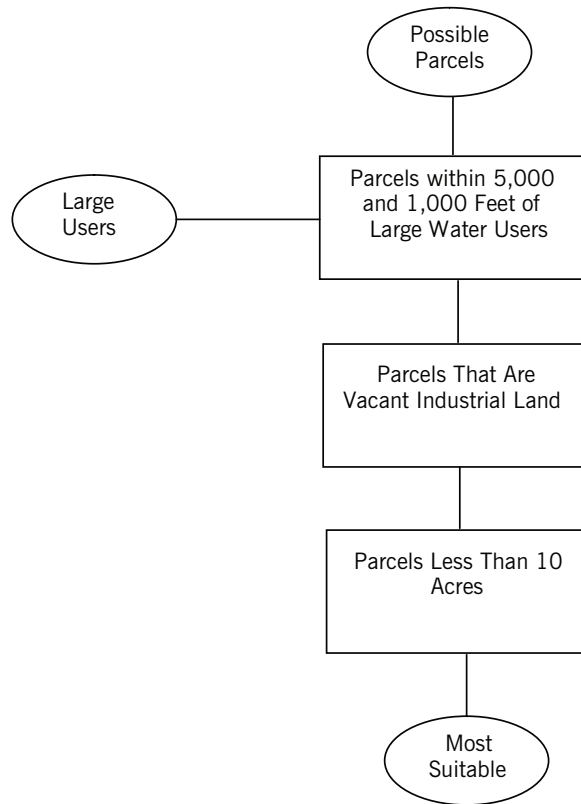 Possible
Parcels
Parcels within 5,000
and 1,000 Feet of
Large Water Users
Large
Users
Parcels That Are
Vacant Industrial Land
Parcels Less Than 10
Acres
Most
Suitable